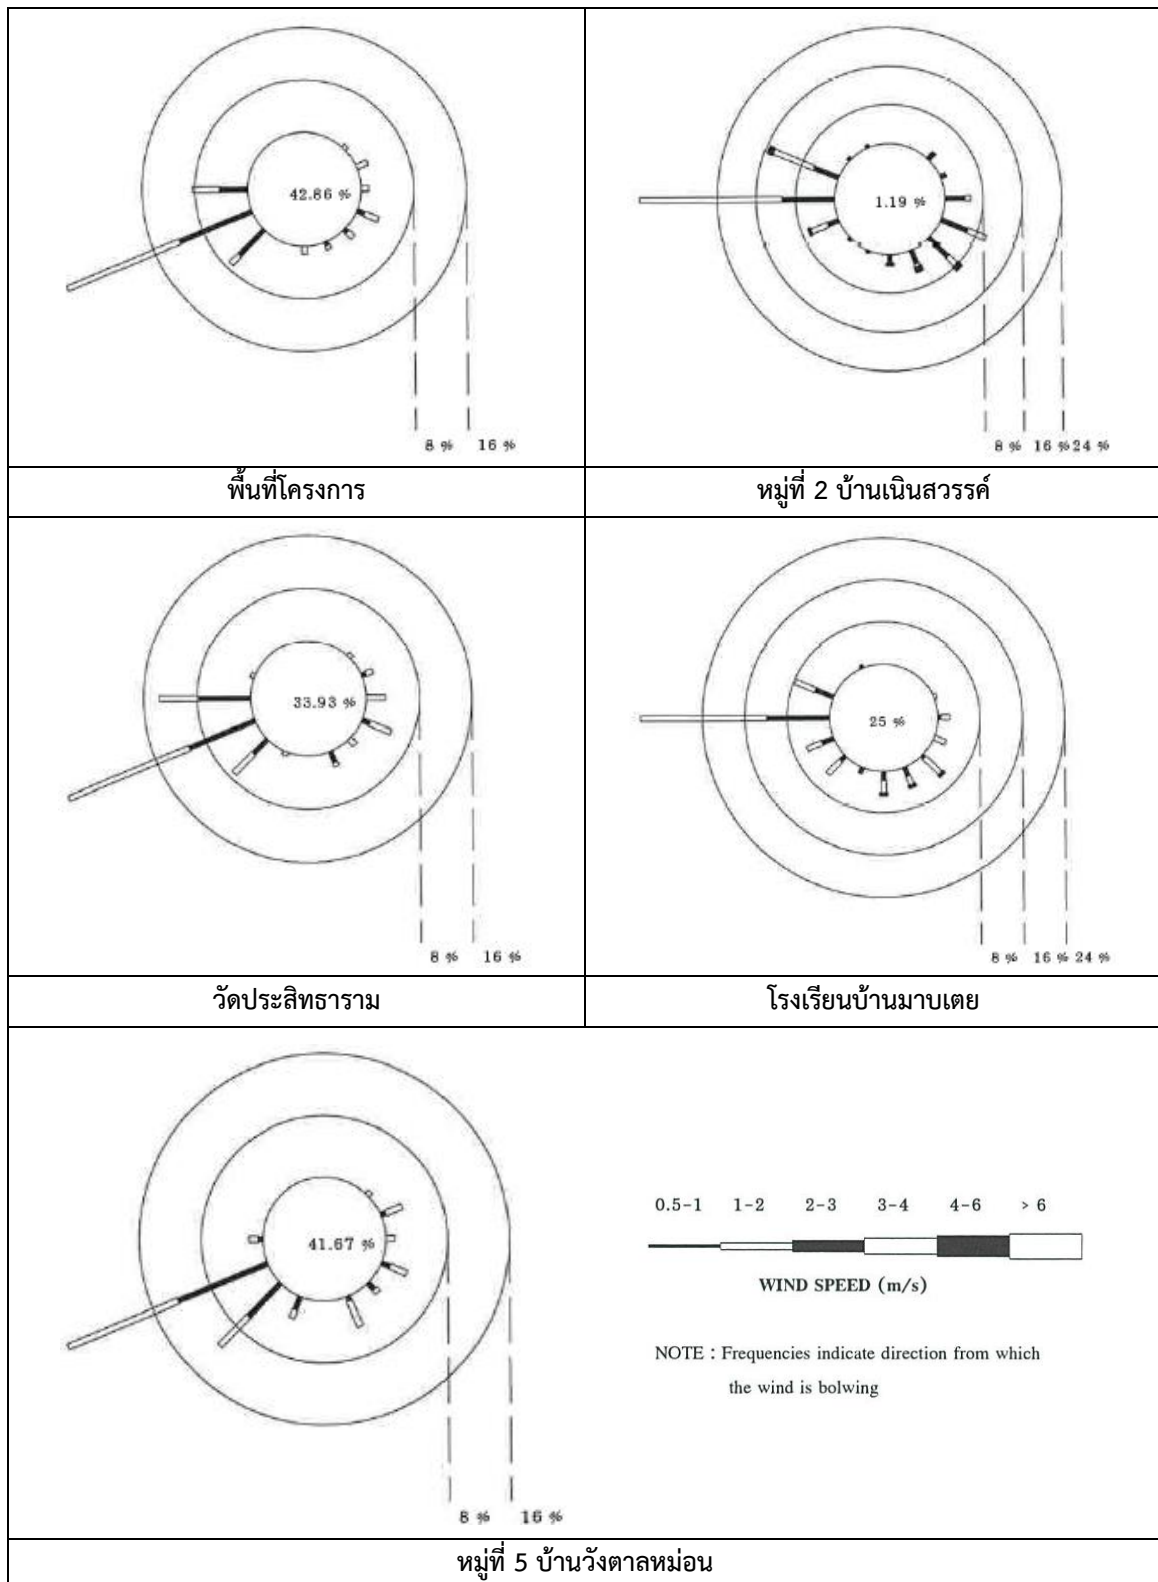 42.86 %
8 % 16 %
พื้นที่โครงการ
1.19 %
8 % 16 % 24 %
หมู่ที่ 2 บ้านเนินสวรรค์
33.93 %
8 % 16 %
วัดประสิทธาราม
25 %
8 % 16 % 24 %
โรงเรียนบ้านมาบเตย
41.67 %
8 % 16 %
0.5-1 1-2 2-3 3-4 4-6 > 6
WIND SPEED (m/s)
NOTE : Frequencies indicate direction from which
the wind is bolwing
หมู่ที่ 5 บ้านวังตาลหม่อน